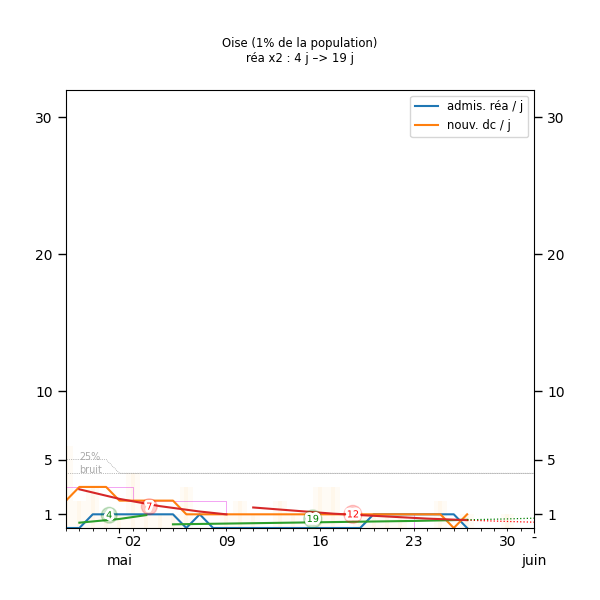 Oise (1% de la population)
réa x2 : 4 j –> 19 j
admis. réa / j
nouv. dc / j
30
30
20
20
10
10
5
5
1
1
25%
bruit
4
7
19
12
02
09
16
23
30
mai
juin